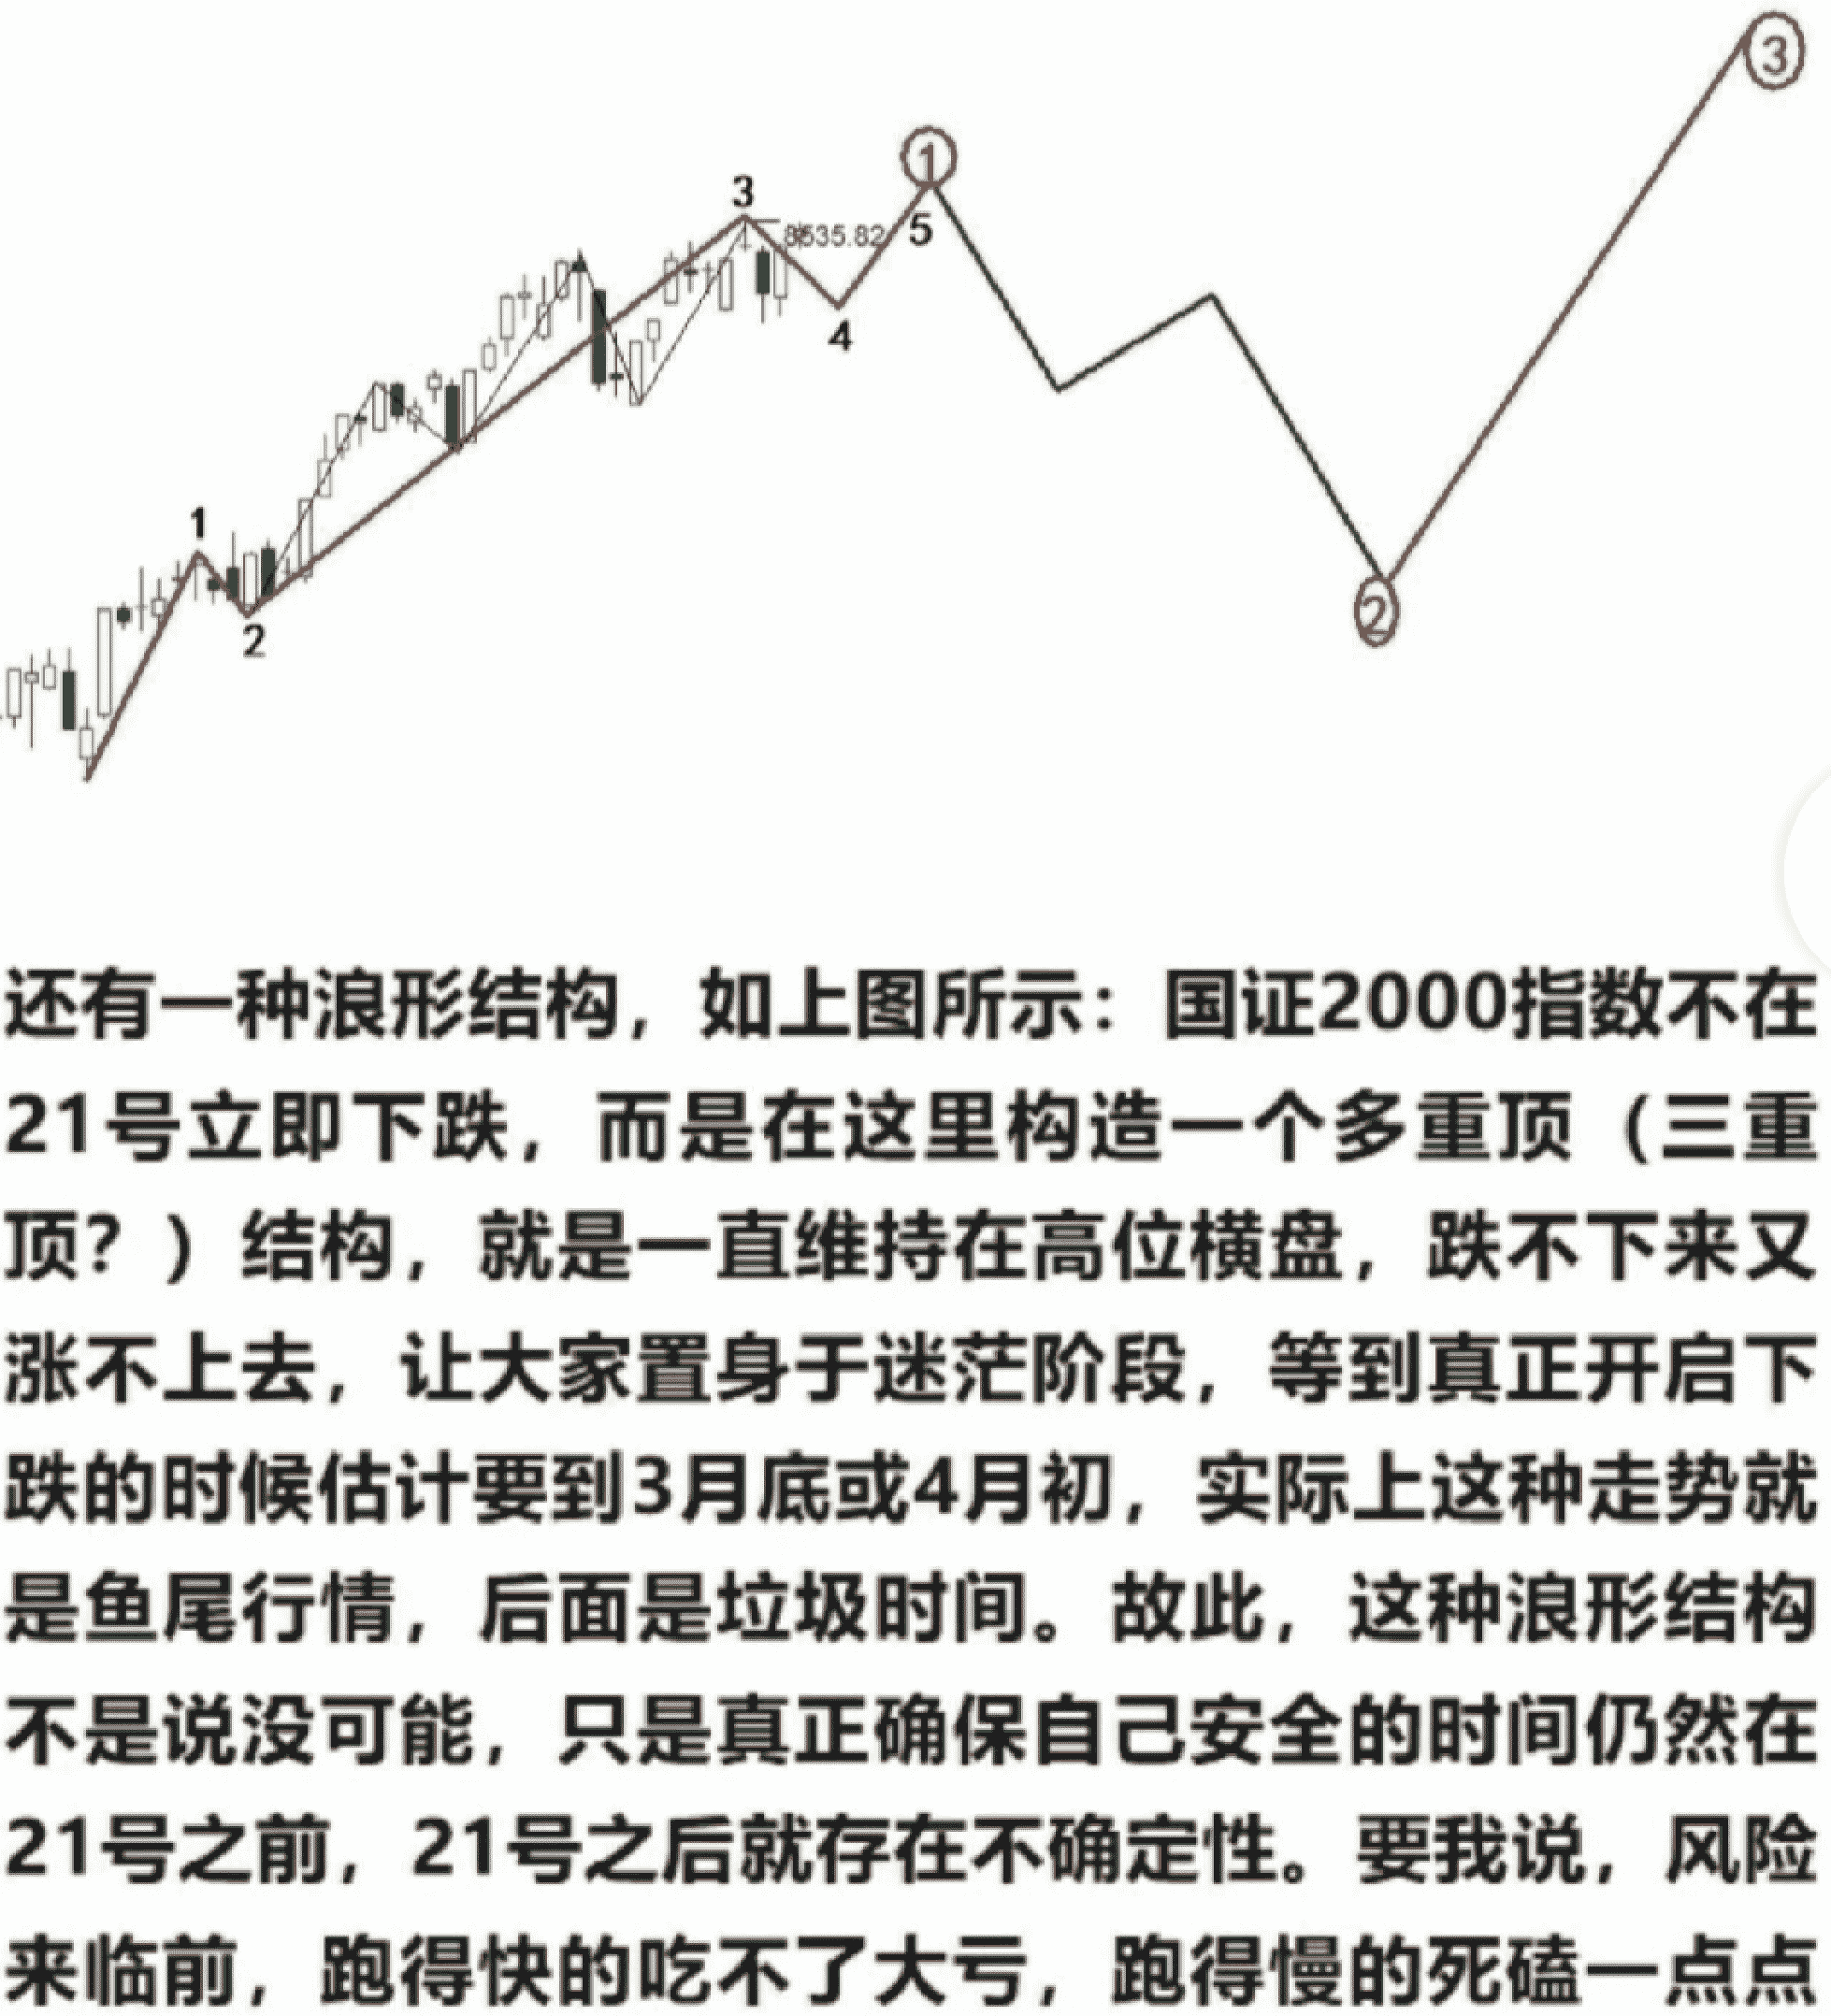 ③
①
3
8535.82
5
4
1
2
②
还有一种浪形结构，如上图所示：国证2000指数不在
21号立即下跌，而是在这里构造一个多重顶（三重
顶？）结构，就是一直维持在高位横盘，跌不下来又
涨不上去，让大家置身于迷茫阶段，等到真正开启下
跌的时候估计要到3月底或4月初，实际上这种走势就
是鱼尾行情，后面是垃圾时间。故此，这种浪形结构
不是说没可能，只是真正确保自己安全的时间仍然在
21号之前，21号之后就存在不确定性。要我说，风险
来临前，跑得快的吃不了大亏，跑得慢的死磕一点点